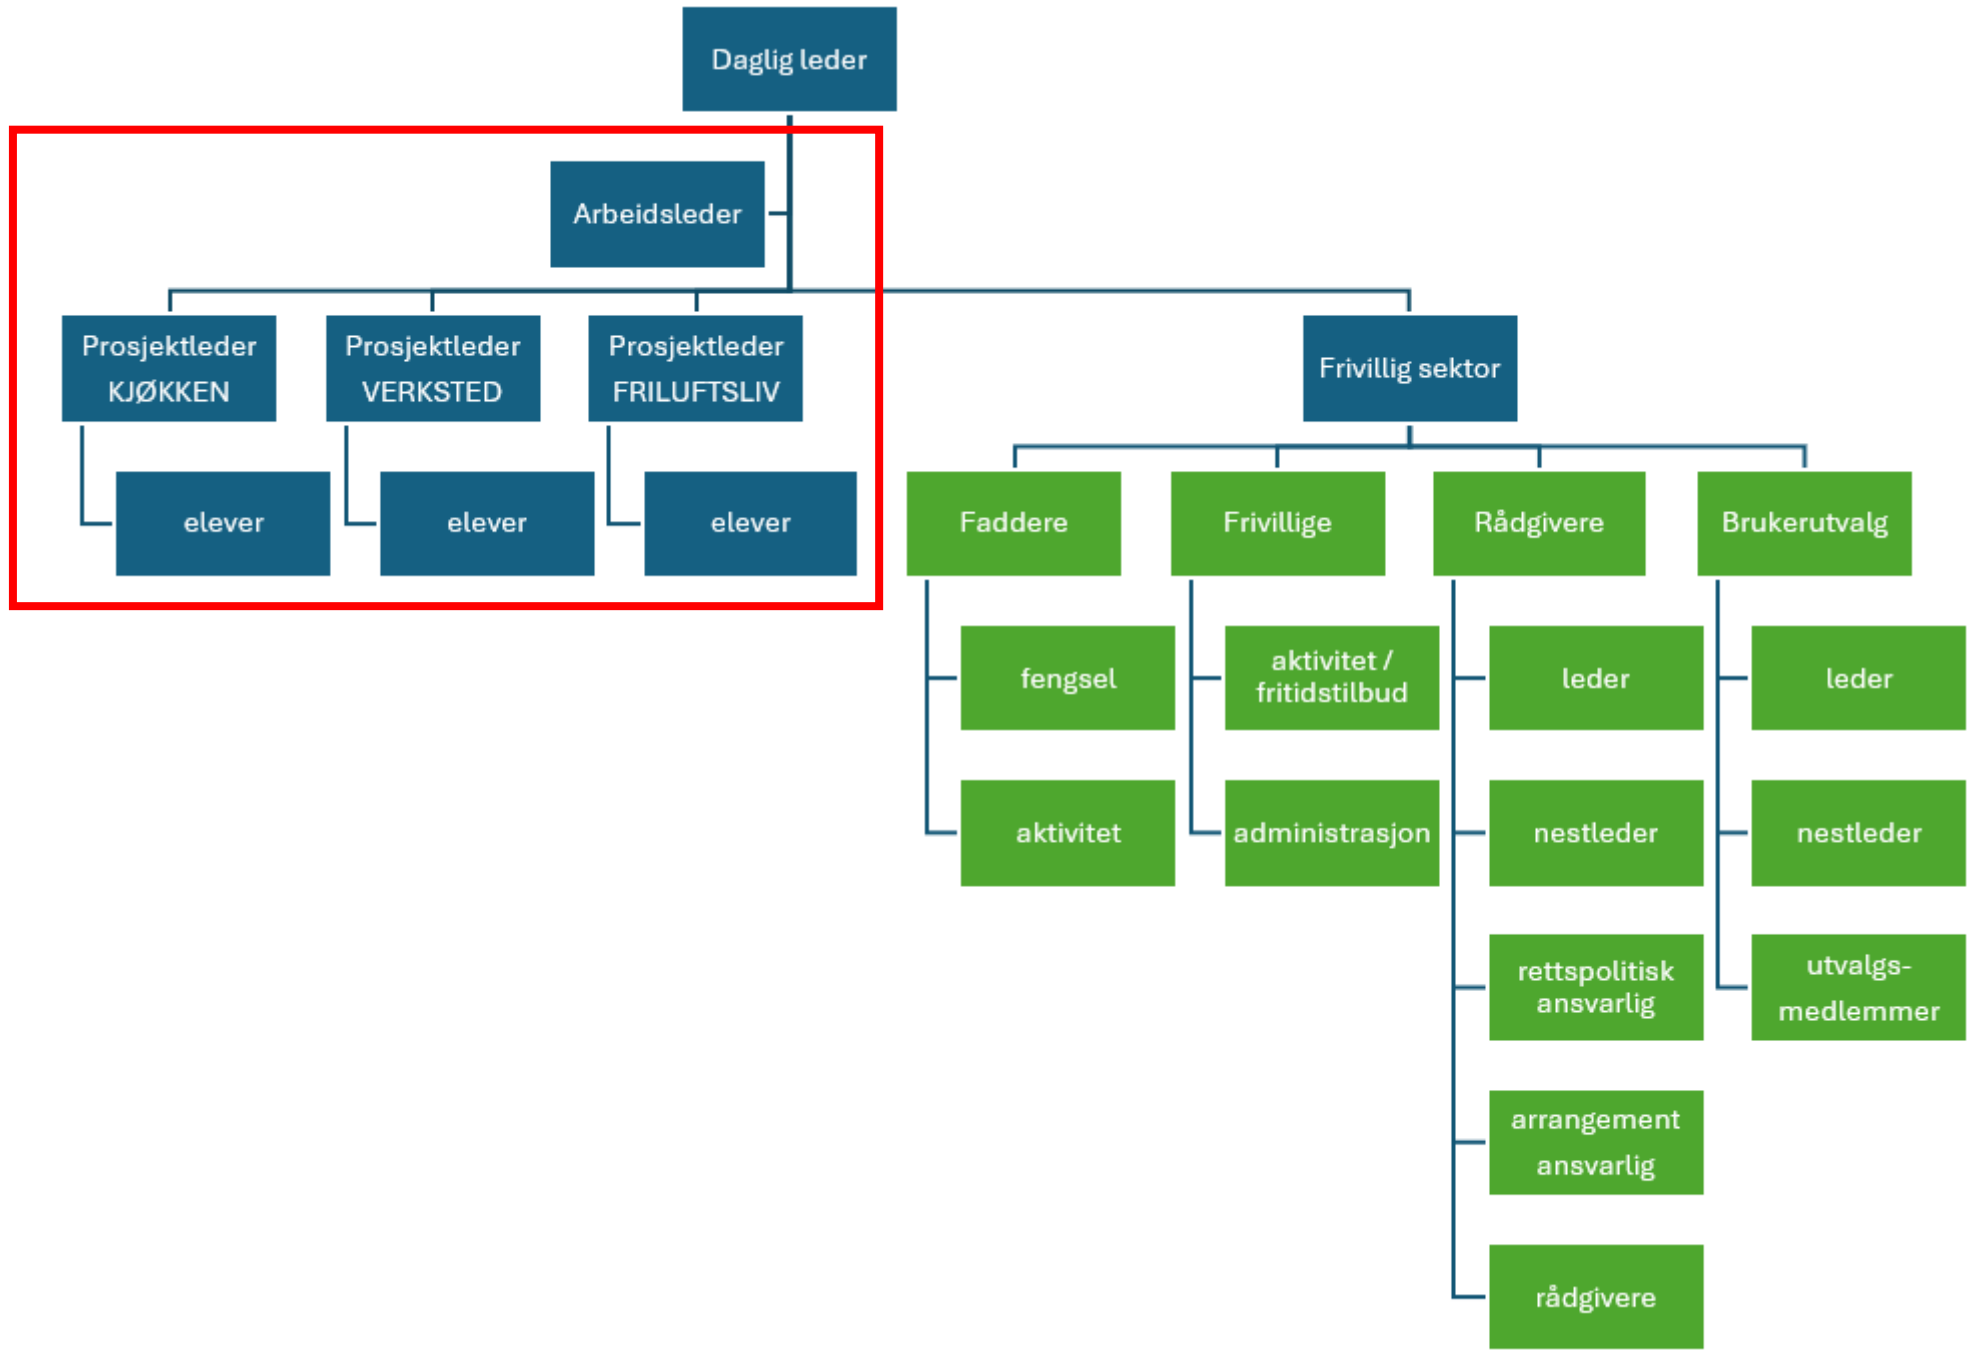 Daglig leder
Arbeidsleder
Prosjektleder
KJØKKEN
Prosjektleder
VERKSTED
Prosjektleder
FRILUFTSLIV
Frivillig sektor
elever
elever
elever
Faddere
Frivillige
Rådgivere
Brukerutvalg
fengsel
aktivitet
aktivitet /
fritidstilbud
administrasjon
leder
nestleder
rettspolitisk
ansvarlig
arrangement
ansvarlig
rådgivere
leder
nestleder
utvalgs-
medlemmer